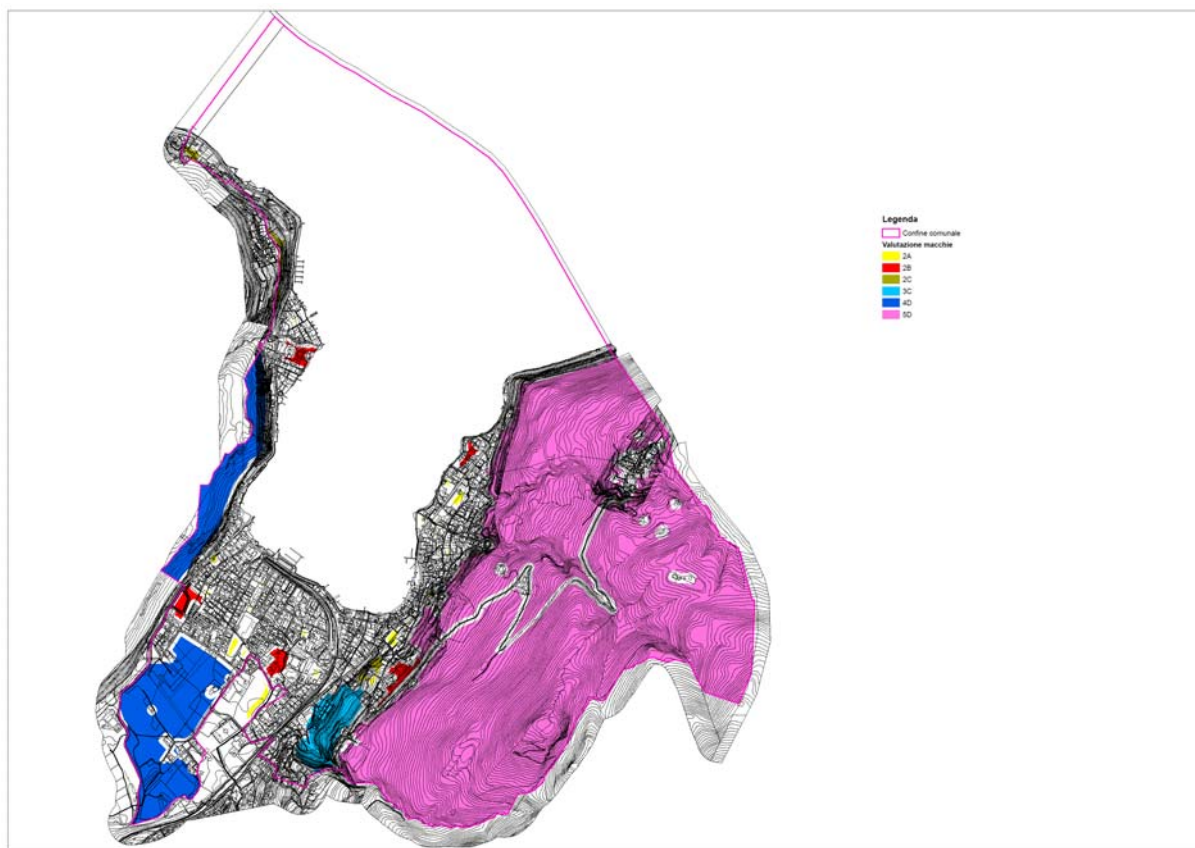 Legenda
Confine comunale
Valutazione macchie
2A
2B
2C
3C
4D
5D